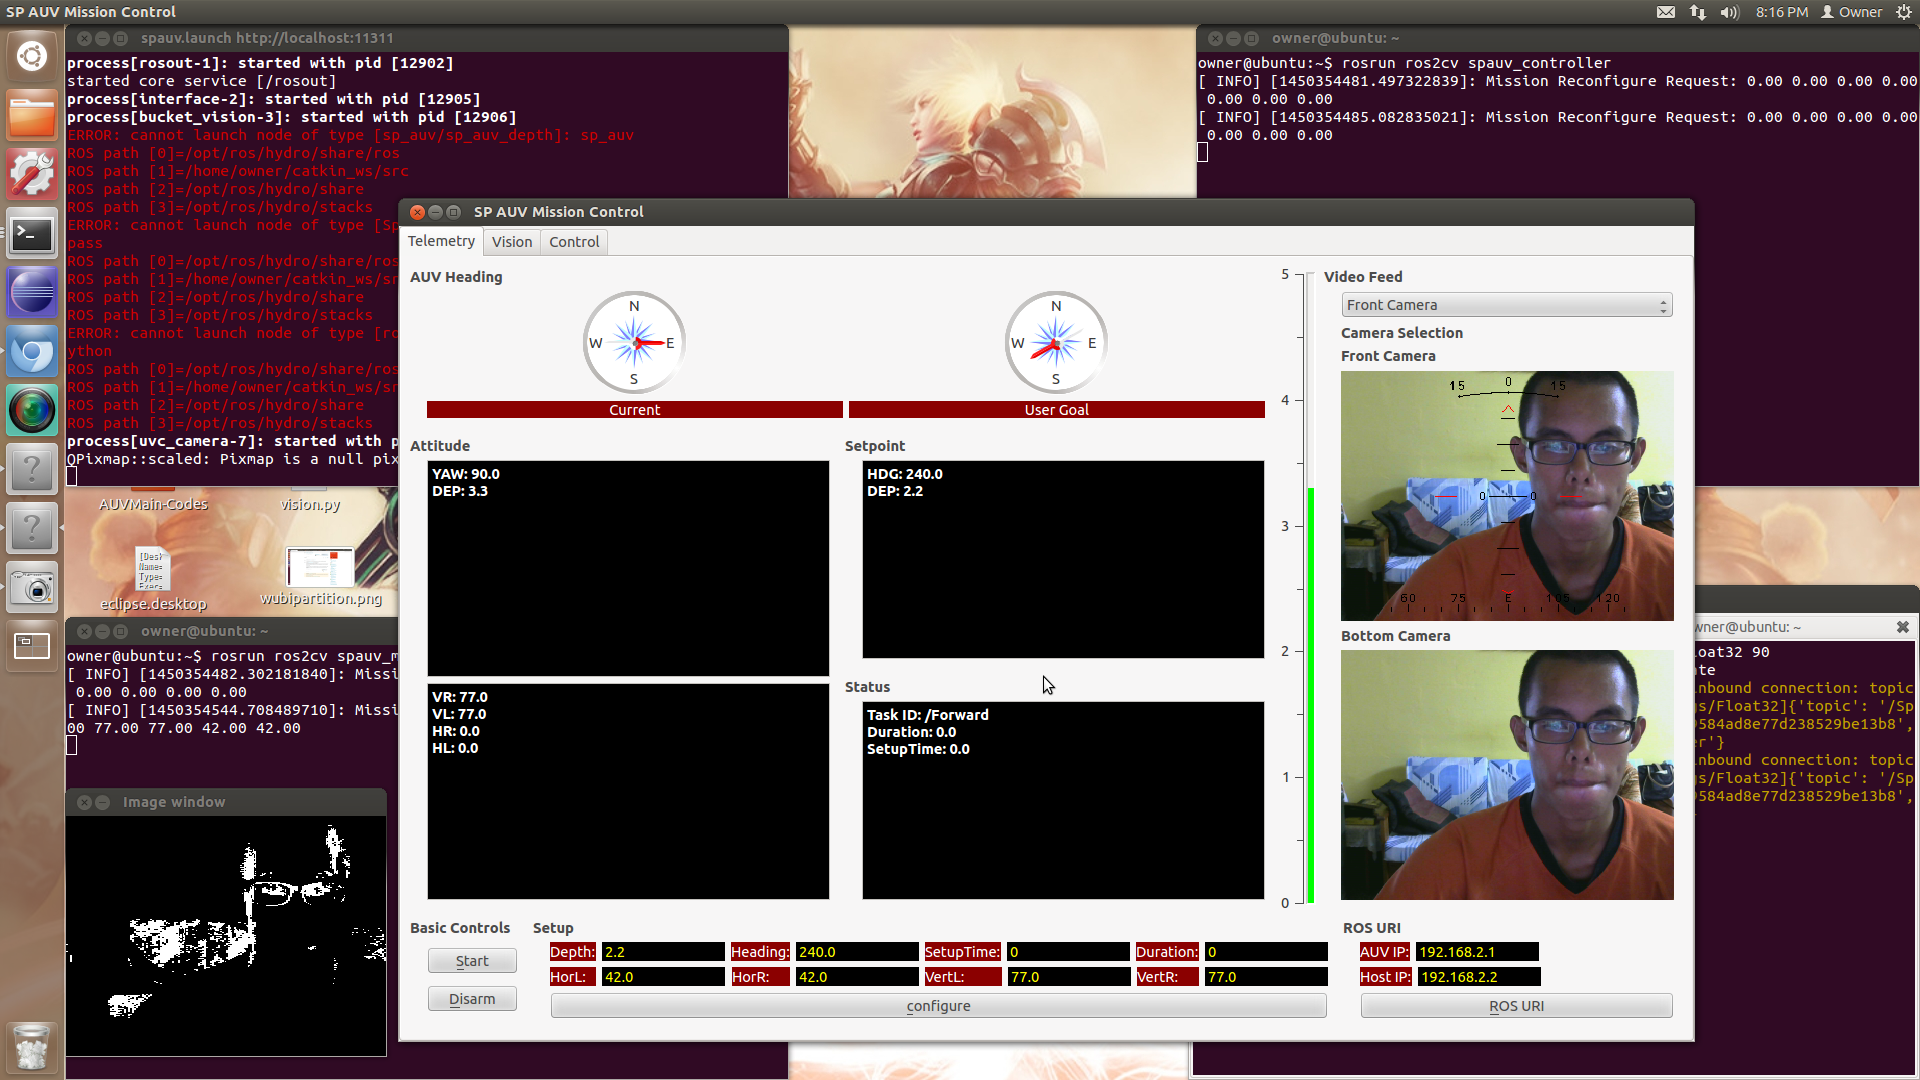 SP AUV Mission Control
8:16 PM
Owner
spauv.launch http://localhost:11311
process[rosout-1]: started with pid [12902]
started core service [/rosout]
process[interface-2]: started with pid [12905]
process[bucket_vision-3]: started with pid [12906]
ERROR: cannot launch node of type [sp_auv/sp_auv_depth]: sp_auv
ROS path [0]=/opt/ros/hydro/share/ros
ROS path [1]=/home/owner/catkin_ws/src
ROS path [2]=/opt/ros/hydro/share
ROS path [3]=/opt/ros/hydro/stacks
ERROR: cannot launch node of type [Sp
pass
ROS path [0]=/opt/ros/hydro/share/ros
ROS path [1]=/home/owner/catkin_ws/sr
ROS path [2]=/opt/ros/hydro/share
ROS path [3]=/opt/ros/hydro/stacks
ERROR: cannot launch node of type [ro
ython
ROS path [0]=/opt/ros/hydro/share/ros
ROS path [1]=/home/owner/catkin_ws/sr
ROS path [2]=/opt/ros/hydro/share
ROS path [3]=/opt/ros/hydro/stacks
process[uvc_camera-7]: started with p
QPixmap::scaled: Pixmap is a null pix
owner@ubuntu: ~
owner@ubuntu:~$ rosrun ros2cv spauv_controller
[ INFO] [1450354481.497322839]: Mission Reconfigure Request: 0.00 0.00 0.00 0.00
0.00 0.00 0.00
[ INFO] [1450354485.082835021]: Mission Reconfigure Request: 0.00 0.00 0.00 0.00
0.00 0.00 0.00
AUVMain-Codes
vision.py
[Des
Name=
Type=
Exec=
eclipse.desktop
wubipartition.png
owner@ubuntu: ~
owner@ubuntu:~$ rosrun ros2cv spauv_m
[ INFO] [1450354482.302181840]: Missi
0.00 0.00 0.00 0.00
[ INFO] [1450354544.708489710]: Missi
00 77.00 77.00 42.00 42.00
Image window
SP AUV Mission Control
Telemetry
Vision
Control
AUV Heading
N
W E
S
Current
N
W E
S
User Goal
Attitude
YAW: 90.0
DEP: 3.3
VR: 77.0
VL: 77.0
HR: 0.0
HL: 0.0
Setpoint
HDG: 240.0
DEP: 2.2
Status
Task ID: /Forward
Duration: 0.0
SetupTime: 0.0
5
4
3
2
1
0
Video Feed
Front Camera
Camera Selection
Front Camera
15 0 15
0 0
60 75 E 105 120
Bottom Camera
Basic Controls
Start
Disarm
Setup
Depth: 2.2 Heading: 240.0 SetupTime: 0 Duration: 0
HorL: 42.0 HorR: 42.0 VertL: 77.0 VertR: 77.0
configure
ROS URI
AUV IP: 192.168.2.1
Host IP: 192.168.2.2
ROS URI
wner@ubuntu: ~
loat32 90
ate
inbound connection: topic
gs/Float32]{'topic': '/Sp
9584ad8e77d238529be13b8',
er'}
inbound connection: topic
gs/Float32]{'topic': '/Sp
9584ad8e77d238529be13b8',